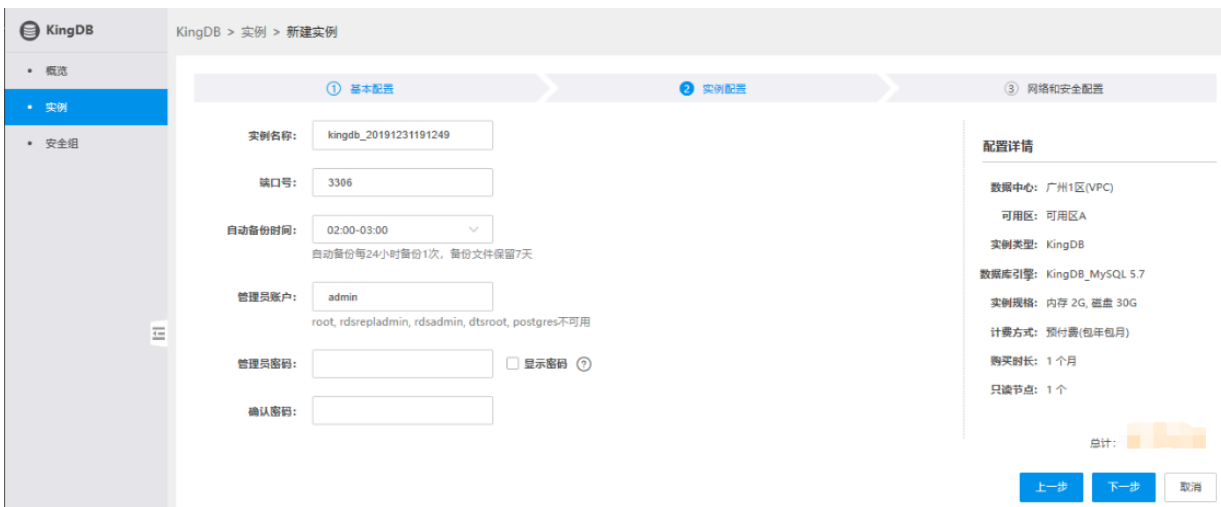 KingDB
KingDB > 实例 > 新建实例
概览
实例
安全组
1 基本配置
2 实例配置
3 网络和安全配置
实例名称: kingdb_20191231191249
端口号: 3306
自动备份时间: 02:00-03:00
自动备份每24小时备份1次，备份文件保留7天
管理员账户: admin
root, rdsrepladmin, rdsadmin, dtsroot, postgres不可用
管理员密码: 显示密码 ?
确认密码:
配置详情
数据中心: 广州1区(VPC)
可用区: 可用区A
实例类型: KingDB
数据库引擎: KingDB_MySQL 5.7
实例规格: 内存 2G, 磁盘 30G
计费方式: 预付费(包年包月)
购买时长: 1 个月
只读节点: 1 个
总计:
上一步 下一步 取消